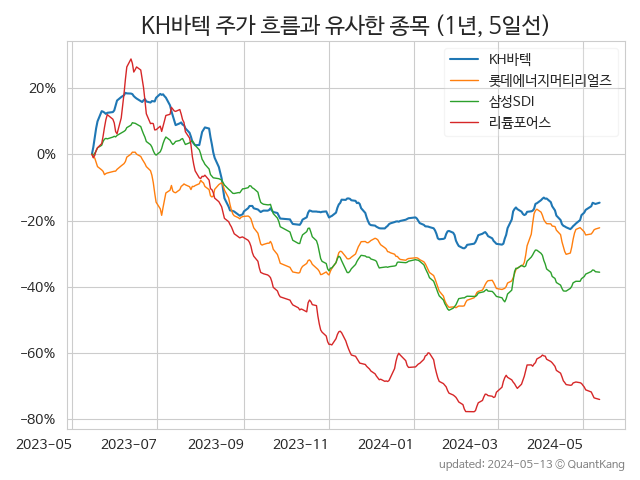 KH바텍 주가 흐름과 유사한 종목 (1년, 5일선)
KH바텍
롯데에너지머티리얼즈
삼성SDI
리튬포어스
20%
0%
−20%
−40%
−60%
−80%
2023−05
2023−07
2023−09
2023−11
2024−01
2024−03
2024−05
updated: 2024−05−13 © QuantKang